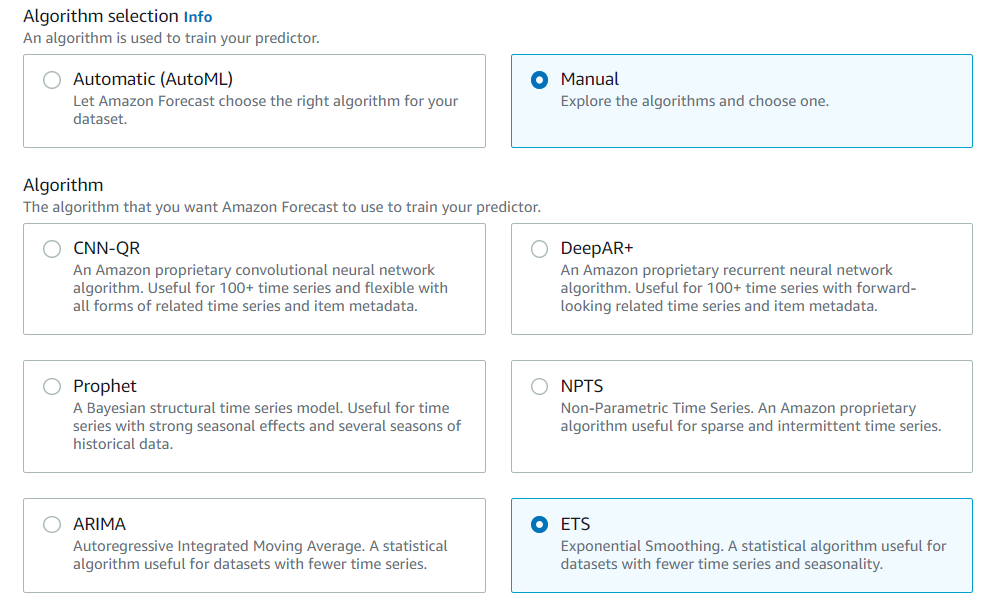 Algorithm selection Info
An algorithm is used to train your predictor.
Automatic (AutoML)
Let Amazon Forecast choose the right algorithm for your
dataset.
Manual
Explore the algorithms and choose one.
Algorithm
The algorithm that you want Amazon Forecast to use to train your predictor.
CNN-QR
An Amazon proprietary convolutional neural network
algorithm. Useful for 100+ time series and flexible with
all forms of related time series and item metadata.
DeepAR+
An Amazon proprietary recurrent neural network
algorithm. Useful for 100+ time series with forward-
looking related time series and item metadata.
Prophet
A Bayesian structural time series model. Useful for time
series with strong seasonal effects and several seasons of
historical data.
NPTS
Non-Parametric Time Series. An Amazon proprietary
algorithm useful for sparse and intermittent time series.
ARIMA
Autoregressive Integrated Moving Average. A statistical
algorithm useful for datasets with fewer time series.
ETS
Exponential Smoothing. A statistical algorithm useful for
datasets with fewer time series and seasonality.